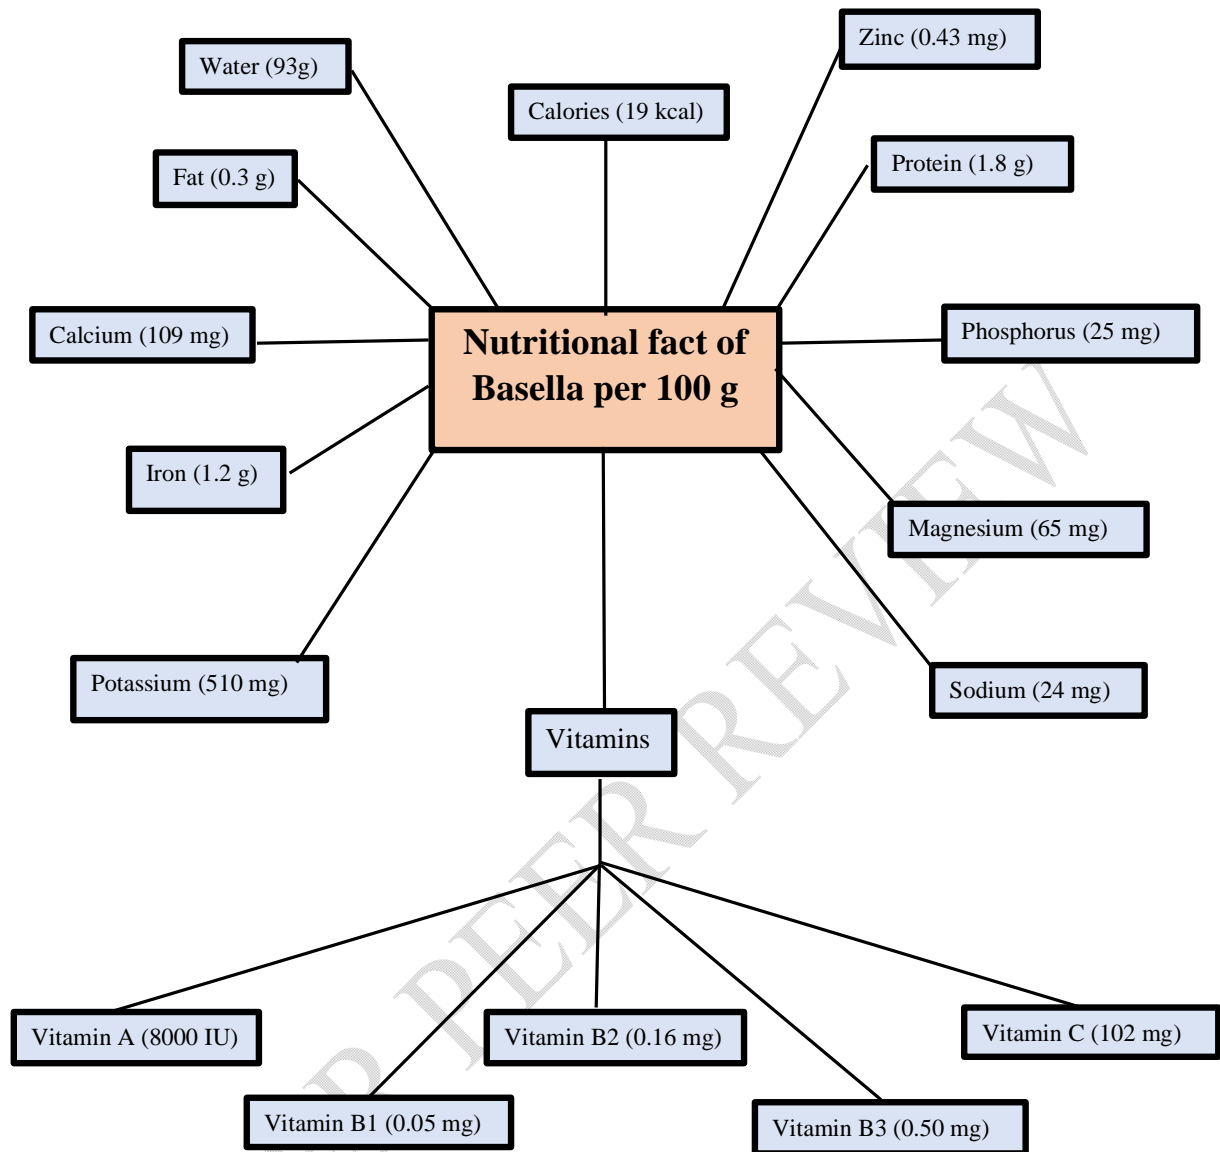 Zinc (0.43 mg)
Water (93g)
Calories (19 kcal)
Protein (1.8 g)
Fat (0.3 g)
Calcium (109 mg)
Nutritional fact of
Basella per 100 g
Phosphorus (25 mg)
Iron (1.2 g)
Magnesium (65 mg)
Potassium (510 mg)
Sodium (24 mg)
Vitamins
Vitamin A (8000 IU)
Vitamin B2 (0.16 mg)
Vitamin C (102 mg)
Vitamin B1 (0.05 mg)
Vitamin B3 (0.50 mg)
PEER REVIEW